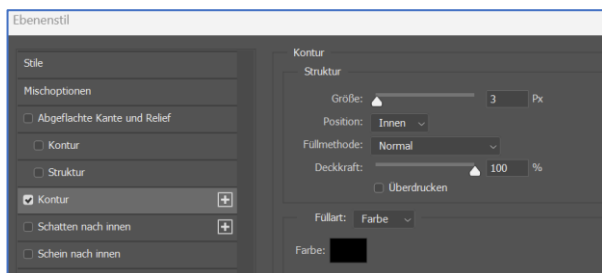 Ebenenstil
Stile
Mischoptionen
Abgeflachte Kante und Relief
Kontur
Struktur
Kontur
Schatten nach innen
Schein nach innen
Kontur
Struktur
Größe: 3 Px
Position: Innen
Füllmethode: Normal
Deckkraft: 100 %
Überdrucken
Füllart: Farbe
Farbe: